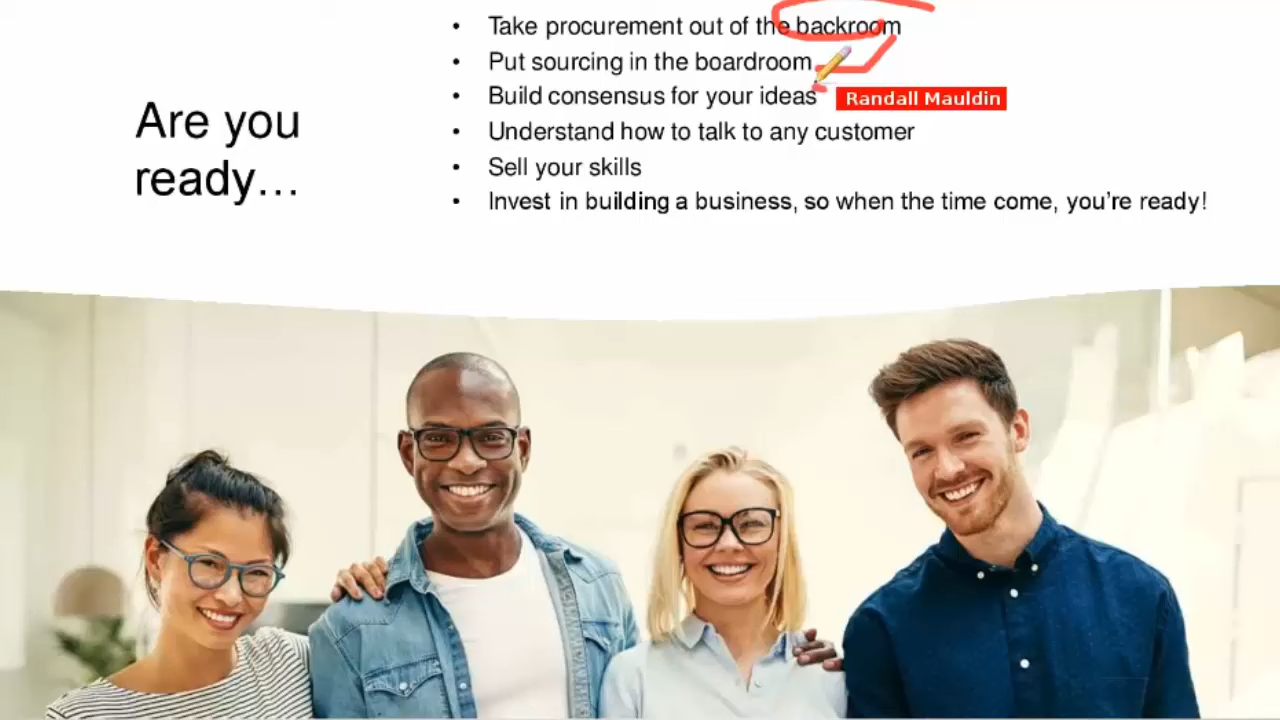 Are you
ready…
• Take procurement out of the backroom
• Put sourcing in the boardroom
• Build consensus for your ideas
Randall Mauldin
• Understand how to talk to any customer
• Sell your skills
• Invest in building a business, so when the time come, you’re ready!